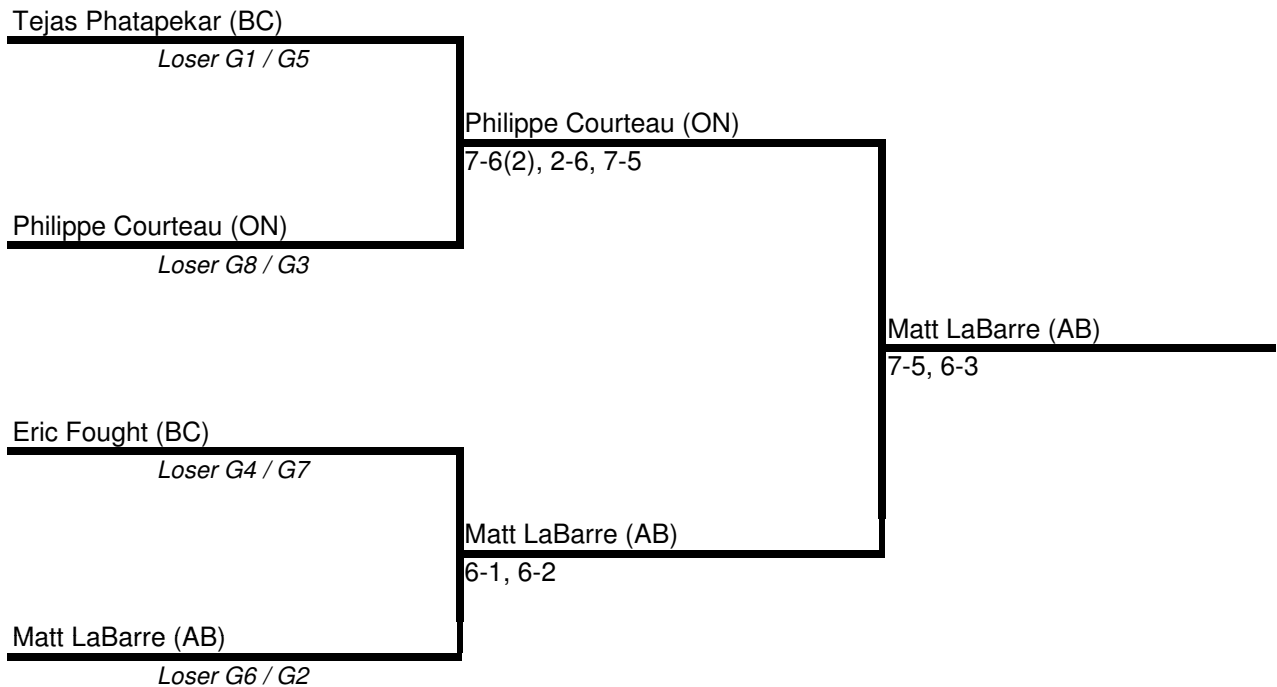 Tejas Phatapekar (BC)
Loser G1 / G5
Philippe Courteau (ON)
7-6(2), 2-6, 7-5
Philippe Courteau (ON)
Loser G8 / G3
Matt LaBarre (AB)
7-5, 6-3
Eric Fought (BC)
Loser G4 / G7
Matt LaBarre (AB)
6-1, 6-2
Matt LaBarre (AB)
Loser G6 / G2